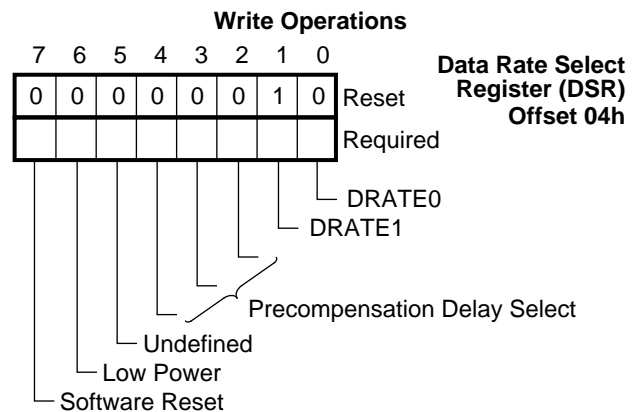 Write Operations
7 6 5 4 3 2 1 0
Data Rate Select
Register (DSR)
Offset 04h
0 0 0 0 0 0 1 0 Reset
Required
DRATE0
DRATE1
Precompensation Delay Select
Undefined
Low Power
Software Reset